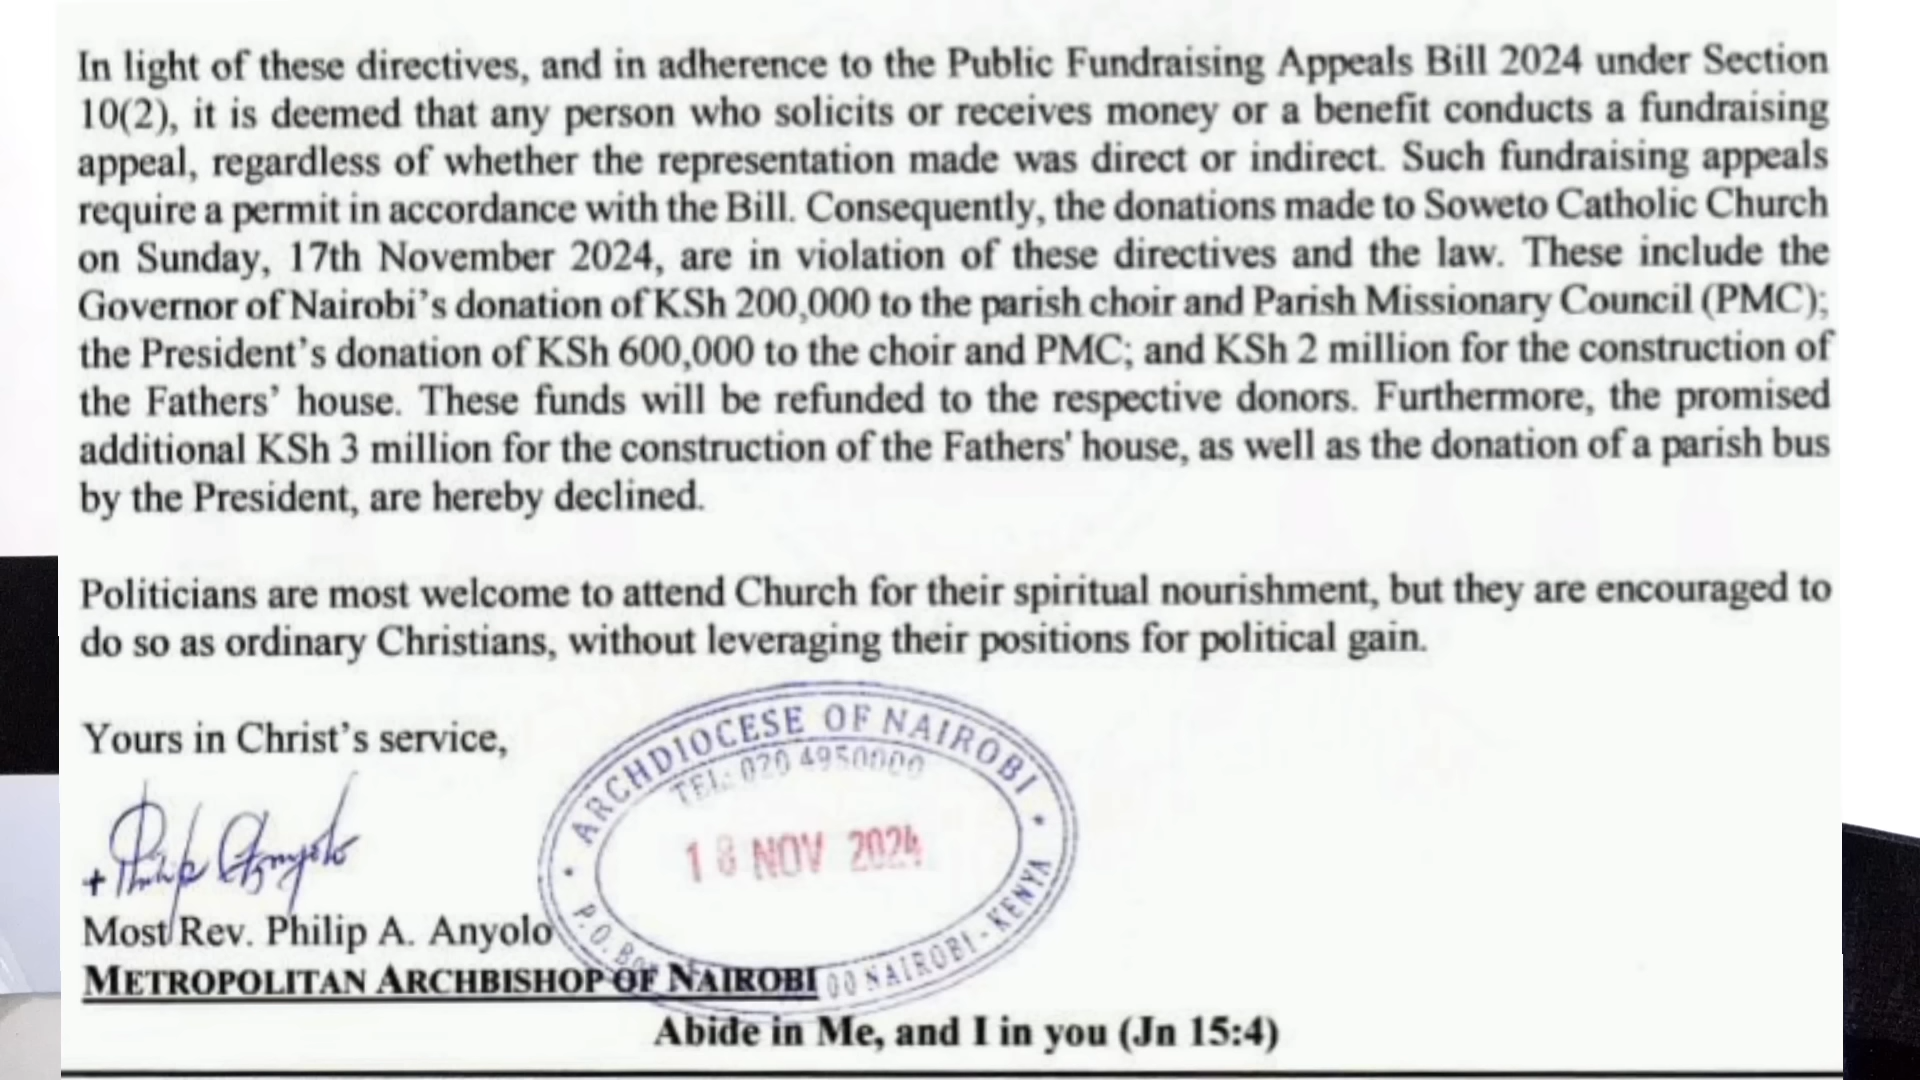 In light of these directives, and in adherence to the Public Fundraising Appeals Bill 2024 under Section
10(2), it is deemed that any person who solicits or receives money or a benefit conducts a fundraising
appeal, regardless of whether the representation made was direct or indirect. Such fundraising appeals
require a permit in accordance with the Bill. Consequently, the donations made to Soweto Catholic Church
on Sunday, 17th November 2024, are in violation of these directives and the law. These include the
Governor of Nairobi’s donation of KSh 200,000 to the parish choir and Parish Missionary Council (PMC);
the President’s donation of KSh 600,000 to the choir and PMC; and KSh 2 million for the construction of
the Fathers’ house. These funds will be refunded to the respective donors. Furthermore, the promised
additional KSh 3 million for the construction of the Fathers' house, as well as the donation of a parish bus
by the President, are hereby declined.
Politicians are most welcome to attend Church for their spiritual nourishment, but they are encouraged to
do so as ordinary Christians, without leveraging their positions for political gain.
Yours in Christ’s service,
ARCHDIOCESE OF NAIROBI
TEL: 020 4950000
18 NOV 2024
P.O. Box 00 NAIROBI - KENYA
+ Philip Anyolo
Most Rev. Philip A. Anyolo
METROPOLITAN ARCHBISHOP OF NAIROBI
Abide in Me, and I in you (Jn 15:4)